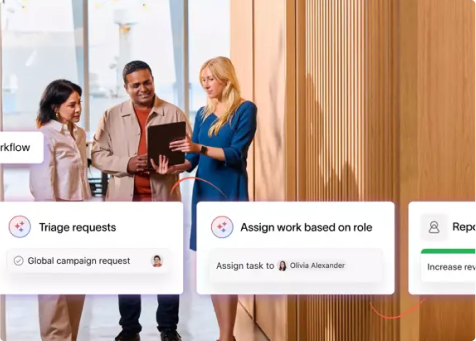 rkflow
Triage requests
Global campaign request
Assign work based on role
Assign task to Olivia Alexander
Repo
Increase rev